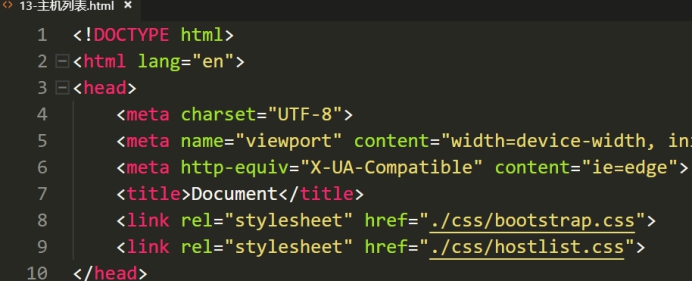 13-主机列表.html
1 <!DOCTYPE html>
2 <html lang="en">
3 <head>
4 <meta charset="UTF-8">
5 <meta name="viewport" content="width=device-width, ini
6 <meta http-equiv="X-UA-Compatible" content="ie=edge">
7 <title>Document</title>
8 <link rel="stylesheet" href="./css/bootstrap.css">
9 <link rel="stylesheet" href="./css/hostlist.css">
10 </head>